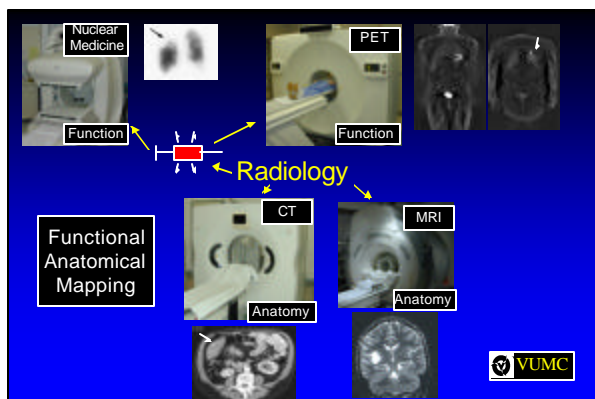 Nuclear
Medicine
Function
PET
Function
Radiology
CT
Anatomy
MRI
Anatomy
Functional
Anatomical
Mapping
VUMC